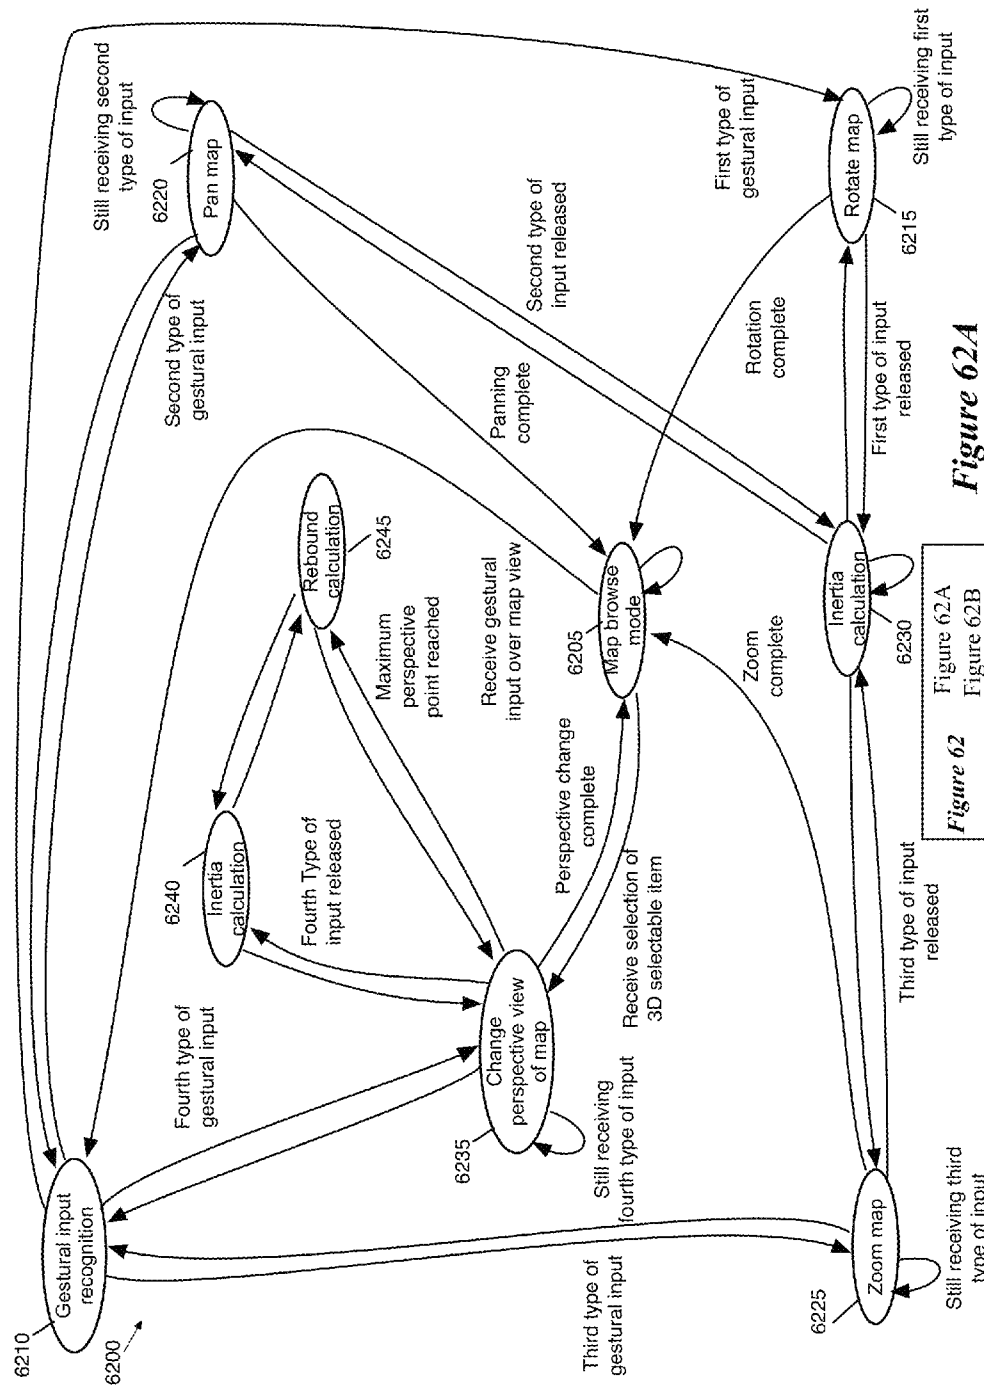 6210
6200
Gestural input
recognition
Fourth type of
gestural input
Third type of
gestural input
6240
Inertia
calculation
Rebound
calculation
6245
Second type of
gestural input
Still receiving second
type of input
6220
Pan map
Fourth Type of
input released
Maximum
perspective
point reached
Receive gestural
input over map view
Panning
complete
Second type of
input released
First type of
gestural input
6235
Change
perspective view
of map
Still receiving
fourth type of input
Perspective change
complete
Receive selection of
3D selectable item
6205
Map browse
mode
Zoom
complete
Rotation
complete
6225
Zoom map
Still receiving third
type of input
Third type of input
released
Inertia
calculation
6230
First type of input
released
Rotate map
6215
Still receiving first
type of input
Figure 62
Figure 62A
Figure 62B
Figure 62A